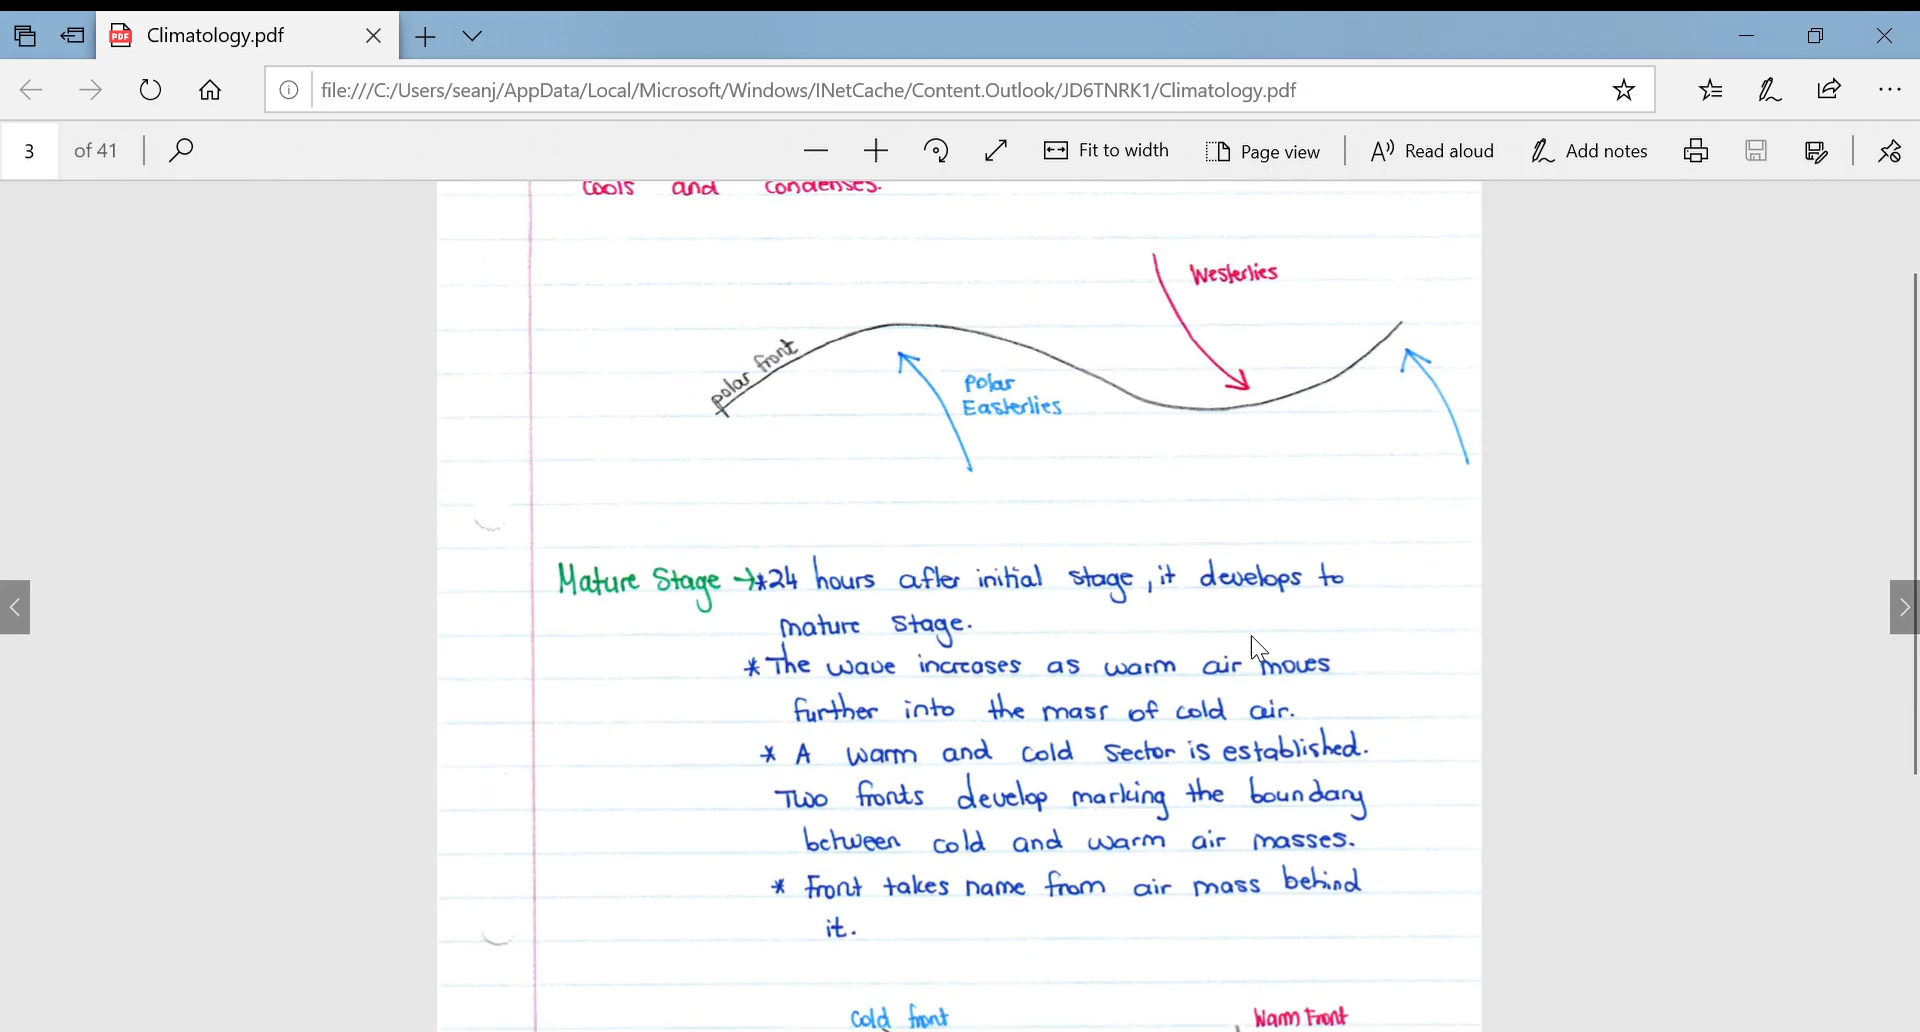 Climatology.pdf
file:///C:/Users/seanj/AppData/Local/Microsoft/Windows/INetCache/Content.Outlook/JD6TNRK1/Climatology.pdf
3 of 41
Fit to width
Page view
Read aloud
Add notes
cools and condenses.
Westerlies
polar front
Polar
Easterlies
Mature Stage → *24 hours after initial stage, it develops to
mature stage.
* The wave increases as warm air moves
further into the mass of cold air.
* A warm and cold sector is established.
Two fronts develop marking the boundary
between cold and warm air masses.
* Front takes name from air mass behind
it.
Cold front
Warm Front